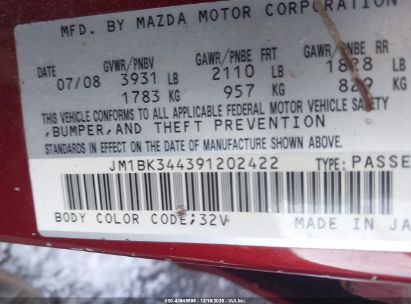 MFD. BY MAZDA MOTOR CORPORATION
GVWR/PNBV GAWR/PNBE FRT GAWR/PNBE RR
DATE 07/08 3931 LB 2110 LB 1828 LB
1783 KG 957 KG 829 KG
THIS VEHICLE CONFORMS TO ALL APPLICABLE FEDERAL MOTOR VEHICLE SAFETY
,BUMPER,AND THEFT PREVENTION
STANDARDS IN EFFECT ON THE DATE OF MANUFACTURE SHOWN ABOVE.
JM1BK344391202422 TYPE: PASSE
BODY COLOR CODE;32V MADE IN JA